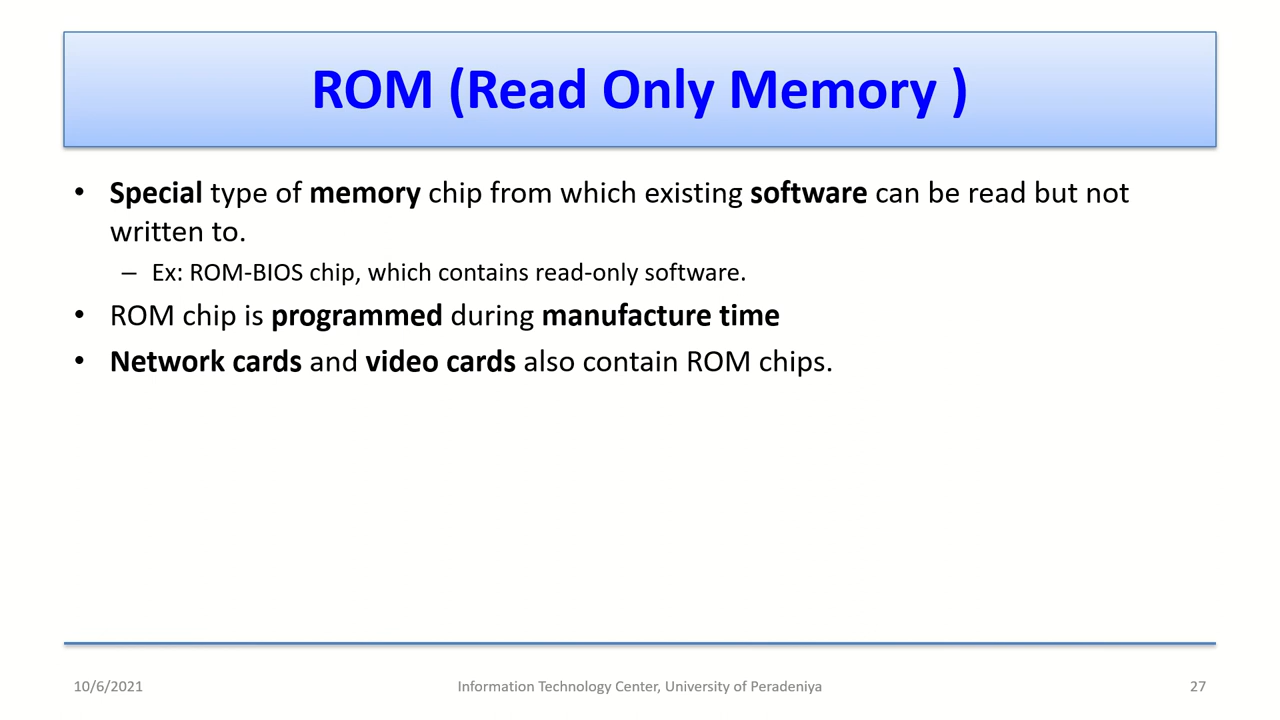 ROM (Read Only Memory )
• Special type of memory chip from which existing software can be read but not
written to.
– Ex: ROM-BIOS chip, which contains read-only software.
• ROM chip is programmed during manufacture time
• Network cards and video cards also contain ROM chips.
10/6/2021
Information Technology Center, University of Peradeniya
27